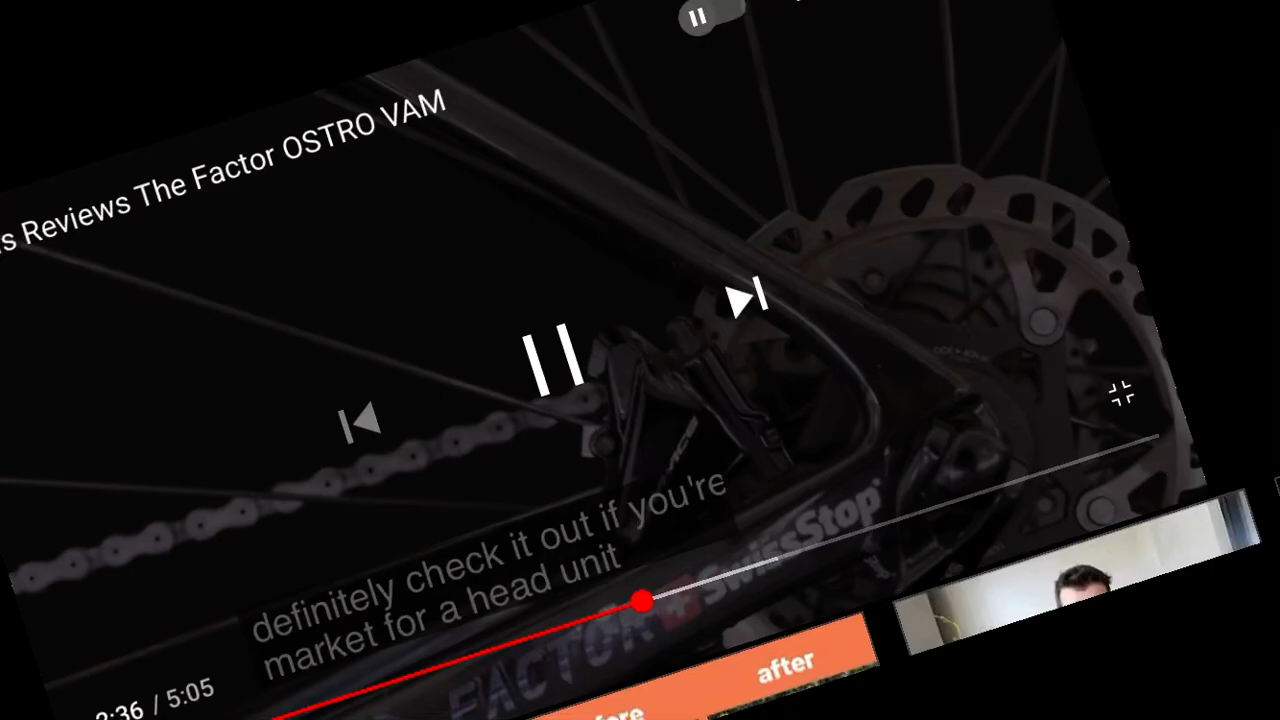 s Reviews The Factor OSTRO VAM
definitely check it out if you're
market for a head unit
SwissStop
FACTOR
2:36 / 5:05
after